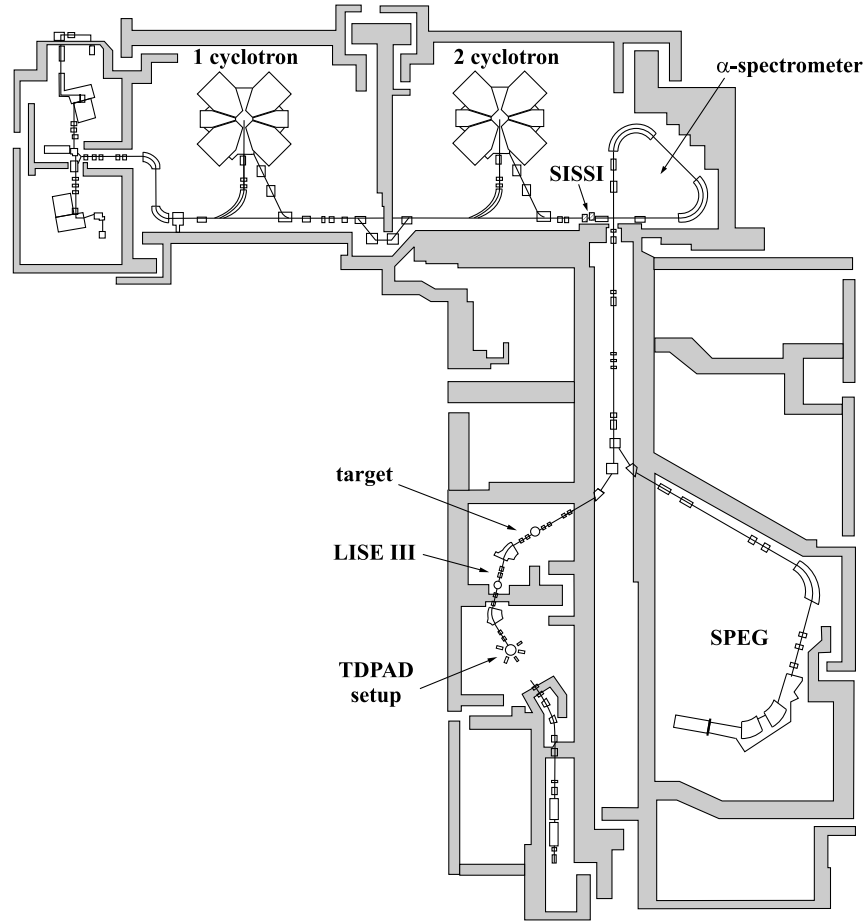 1 cyclotron
2 cyclotron
α-spectrometer
SISSI
target
LISE III
SPEG
TDPAD
setup